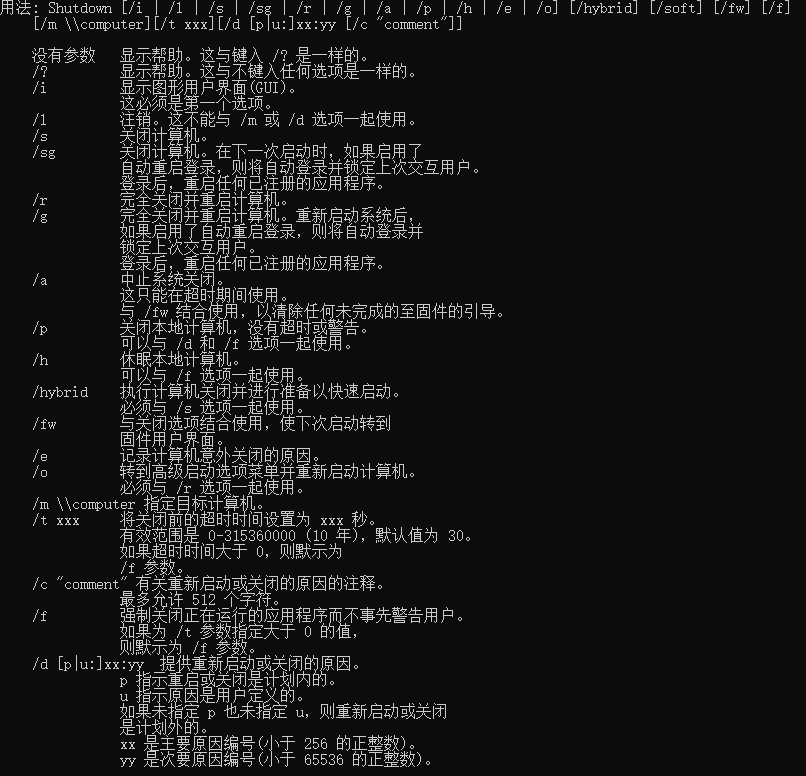 用法: Shutdown [/i | /l | /s | /sg | /r | /g | /a | /p | /h | /e | /o] [/hybrid] [/soft] [/fw] [/f]
[/m \\computer][/t xxx][/d [p|u:]xx:yy [/c "comment"]]
没有参数 显示帮助。这与键入 /? 是一样的。
/? 显示帮助。这与不键入任何选项是一样的。
/i 显示图形用户界面(GUI)。
这必须是第一个选项。
/l 注销。这不能与 /m 或 /d 选项一起使用。
/s 关闭计算机。
/sg 关闭计算机。在下一次启动时，如果启用了
自动重启登录，则将自动登录并锁定上次交互用户。
登录后，重启任何已注册的应用程序。
/r 完全关闭并重启计算机。
/g 完全关闭并重启计算机。重新启动系统后，
如果启用了自动重启登录，则将自动登录并
锁定上次交互用户。
登录后，重启任何已注册的应用程序。
/a 中止系统关闭。
这只能在超时期间使用。
与 /fw 结合使用，以清除任何未完成的至固件的引导。
/p 关闭本地计算机，没有超时或警告。
可以与 /d 和 /f 选项一起使用。
/h 休眠本地计算机。
可以与 /f 选项一起使用。
/hybrid 执行计算机关闭并进行准备以快速启动。
必须与 /s 选项一起使用。
/fw 与关闭选项结合使用，使下次启动转到
固件用户界面。
/e 记录计算机意外关闭的原因。
/o 转到高级启动选项菜单并重新启动计算机。
必须与 /r 选项一起使用。
/m \\computer 指定目标计算机。
/t xxx 将关闭前的超时时间设置为 xxx 秒。
有效范围是 0-315360000 (10 年)，默认值为 30。
如果超时时间大于 0，则默示为
/f 参数。
/c "comment" 有关重新启动或关闭的原因的注释。
最多允许 512 个字符。
/f 强制关闭正在运行的应用程序而不事先警告用户。
如果为 /t 参数指定大于 0 的值，
则默示为 /f 参数。
/d [p|u:]xx:yy 提供重新启动或关闭的原因。
p 指示重启或关闭是计划内的。
u 指示原因是用户定义的。
如果未指定 p 也未指定 u，则重新启动或关闭
是计划外的。
xx 是主要原因编号(小于 256 的正整数)。
yy 是次要原因编号(小于 65536 的正整数)。